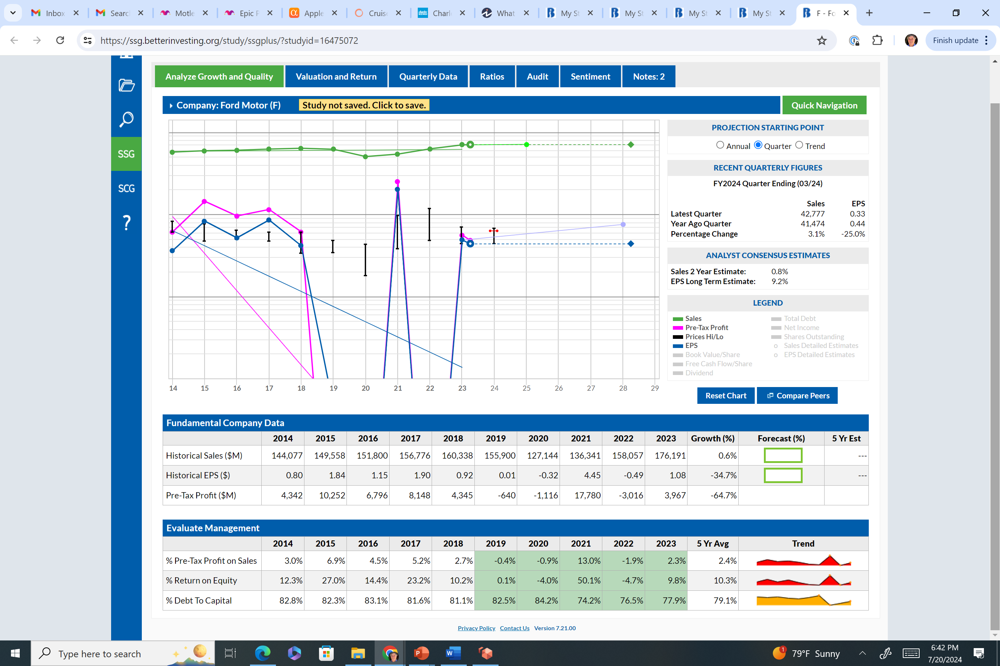 Inbox
Searc
Motle
Epic F
Apple
Cruise
Charl
What
My St
My St
My St
My St
F - Fo
https://ssg.betterinvesting.org/study/ssgplus/?studyid=16475072
Finish update
SSG
SCG
?
Analyze Growth and Quality
Valuation and Return
Quarterly Data
Ratios
Audit
Sentiment
Notes: 2
Company: Ford Motor (F)
Study not saved. Click to save.
Quick Navigation
PROJECTION STARTING POINT
Annual Quarter Trend
RECENT QUARTERLY FIGURES
FY2024 Quarter Ending (03/24)
Sales EPS
Latest Quarter 42,777 0.33
Year Ago Quarter 41,474 0.44
Percentage Change 3.1% -25.0%
ANALYST CONSENSUS ESTIMATES
Sales 2 Year Estimate: 0.8%
EPS Long Term Estimate: 9.2%
LEGEND
Sales Total Debt
Pre-Tax Profit Net Income
Prices Hi/Lo Shares Outstanding
EPS Sales Detailed Estimates
Book Value/Share EPS Detailed Estimates
Free Cash Flow/Share
Dividend
14 15 16 17 18 19 20 21 22 23 24 25 26 27 28 29
Reset Chart
Compare Peers
Fundamental Company Data
2014 2015 2016 2017 2018 2019 2020 2021 2022 2023 Growth (%) Forecast (%) 5 Yr Est
Historical Sales ($M) 144,077 149,558 151,800 156,776 160,338 155,900 127,144 136,341 158,057 176,191 0.6% ---
Historical EPS ($) 0.80 1.84 1.15 1.90 0.92 0.01 -0.32 4.45 -0.49 1.08 -34.7% ---
Pre-Tax Profit ($M) 4,342 10,252 6,796 8,148 4,345 -640 -1,116 17,780 -3,016 3,967 -64.7%
Evaluate Management
2014 2015 2016 2017 2018 2019 2020 2021 2022 2023 5 Yr Avg Trend
% Pre-Tax Profit on Sales 3.0% 6.9% 4.5% 5.2% 2.7% -0.4% -0.9% 13.0% -1.9% 2.3% 2.4%
% Return on Equity 12.3% 27.0% 14.4% 23.2% 10.2% 0.1% -4.0% 50.1% -4.7% 9.8% 10.3%
% Debt To Capital 82.8% 82.3% 83.1% 81.6% 81.1% 82.5% 84.2% 74.2% 76.5% 77.9% 79.1%
Privacy Policy Contact Us Version 7.21.00
Type here to search
1
79°F Sunny
6:42 PM
7/20/2024